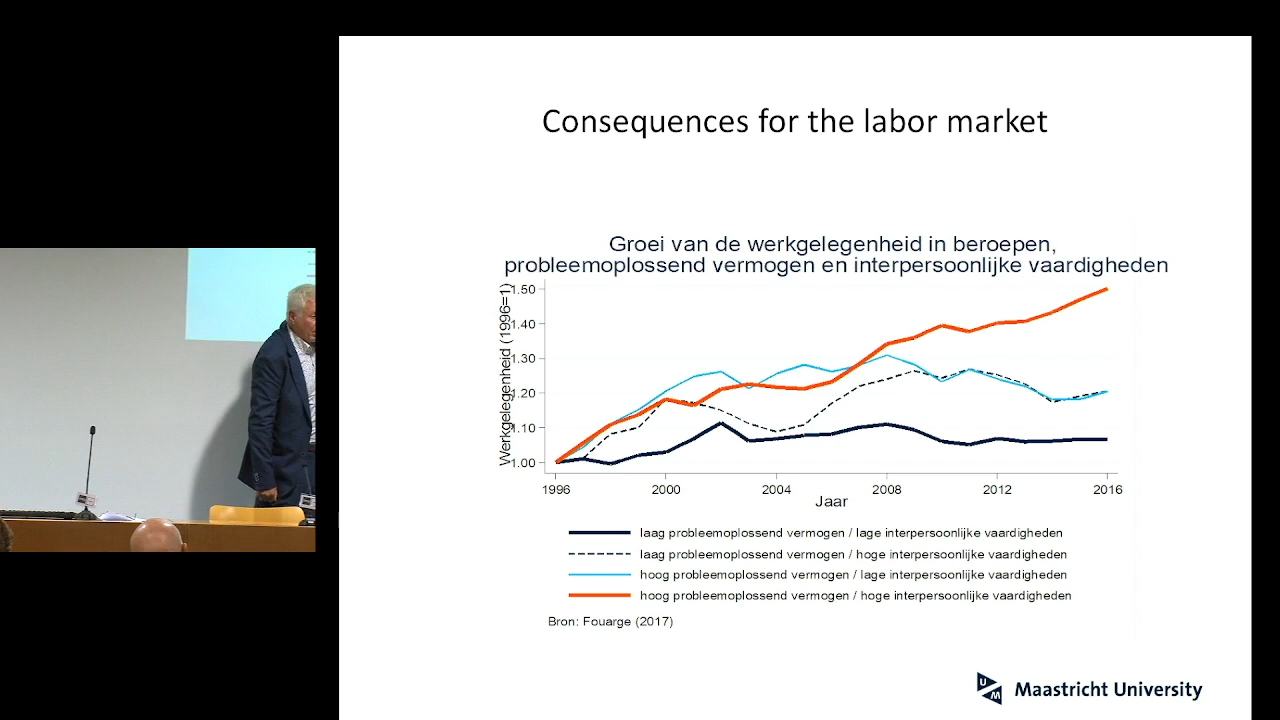 Consequences for the labor market
Groei van de werkgelegenheid in beroepen,
probleemoplossend vermogen en interpersoonlijke vaardigheden
Werkgelegenheid (1996=1)
1.50
1.40
1.30
1.20
1.10
1.00
1996 2000 2004 2008 2012 2016
Jaar
laag probleemoplossend vermogen / lage interpersoonlijke vaardigheden
laag probleemoplossend vermogen / hoge interpersoonlijke vaardigheden
hoog probleemoplossend vermogen / lage interpersoonlijke vaardigheden
hoog probleemoplossend vermogen / hoge interpersoonlijke vaardigheden
Bron: Fouarge (2017)
UM Maastricht University